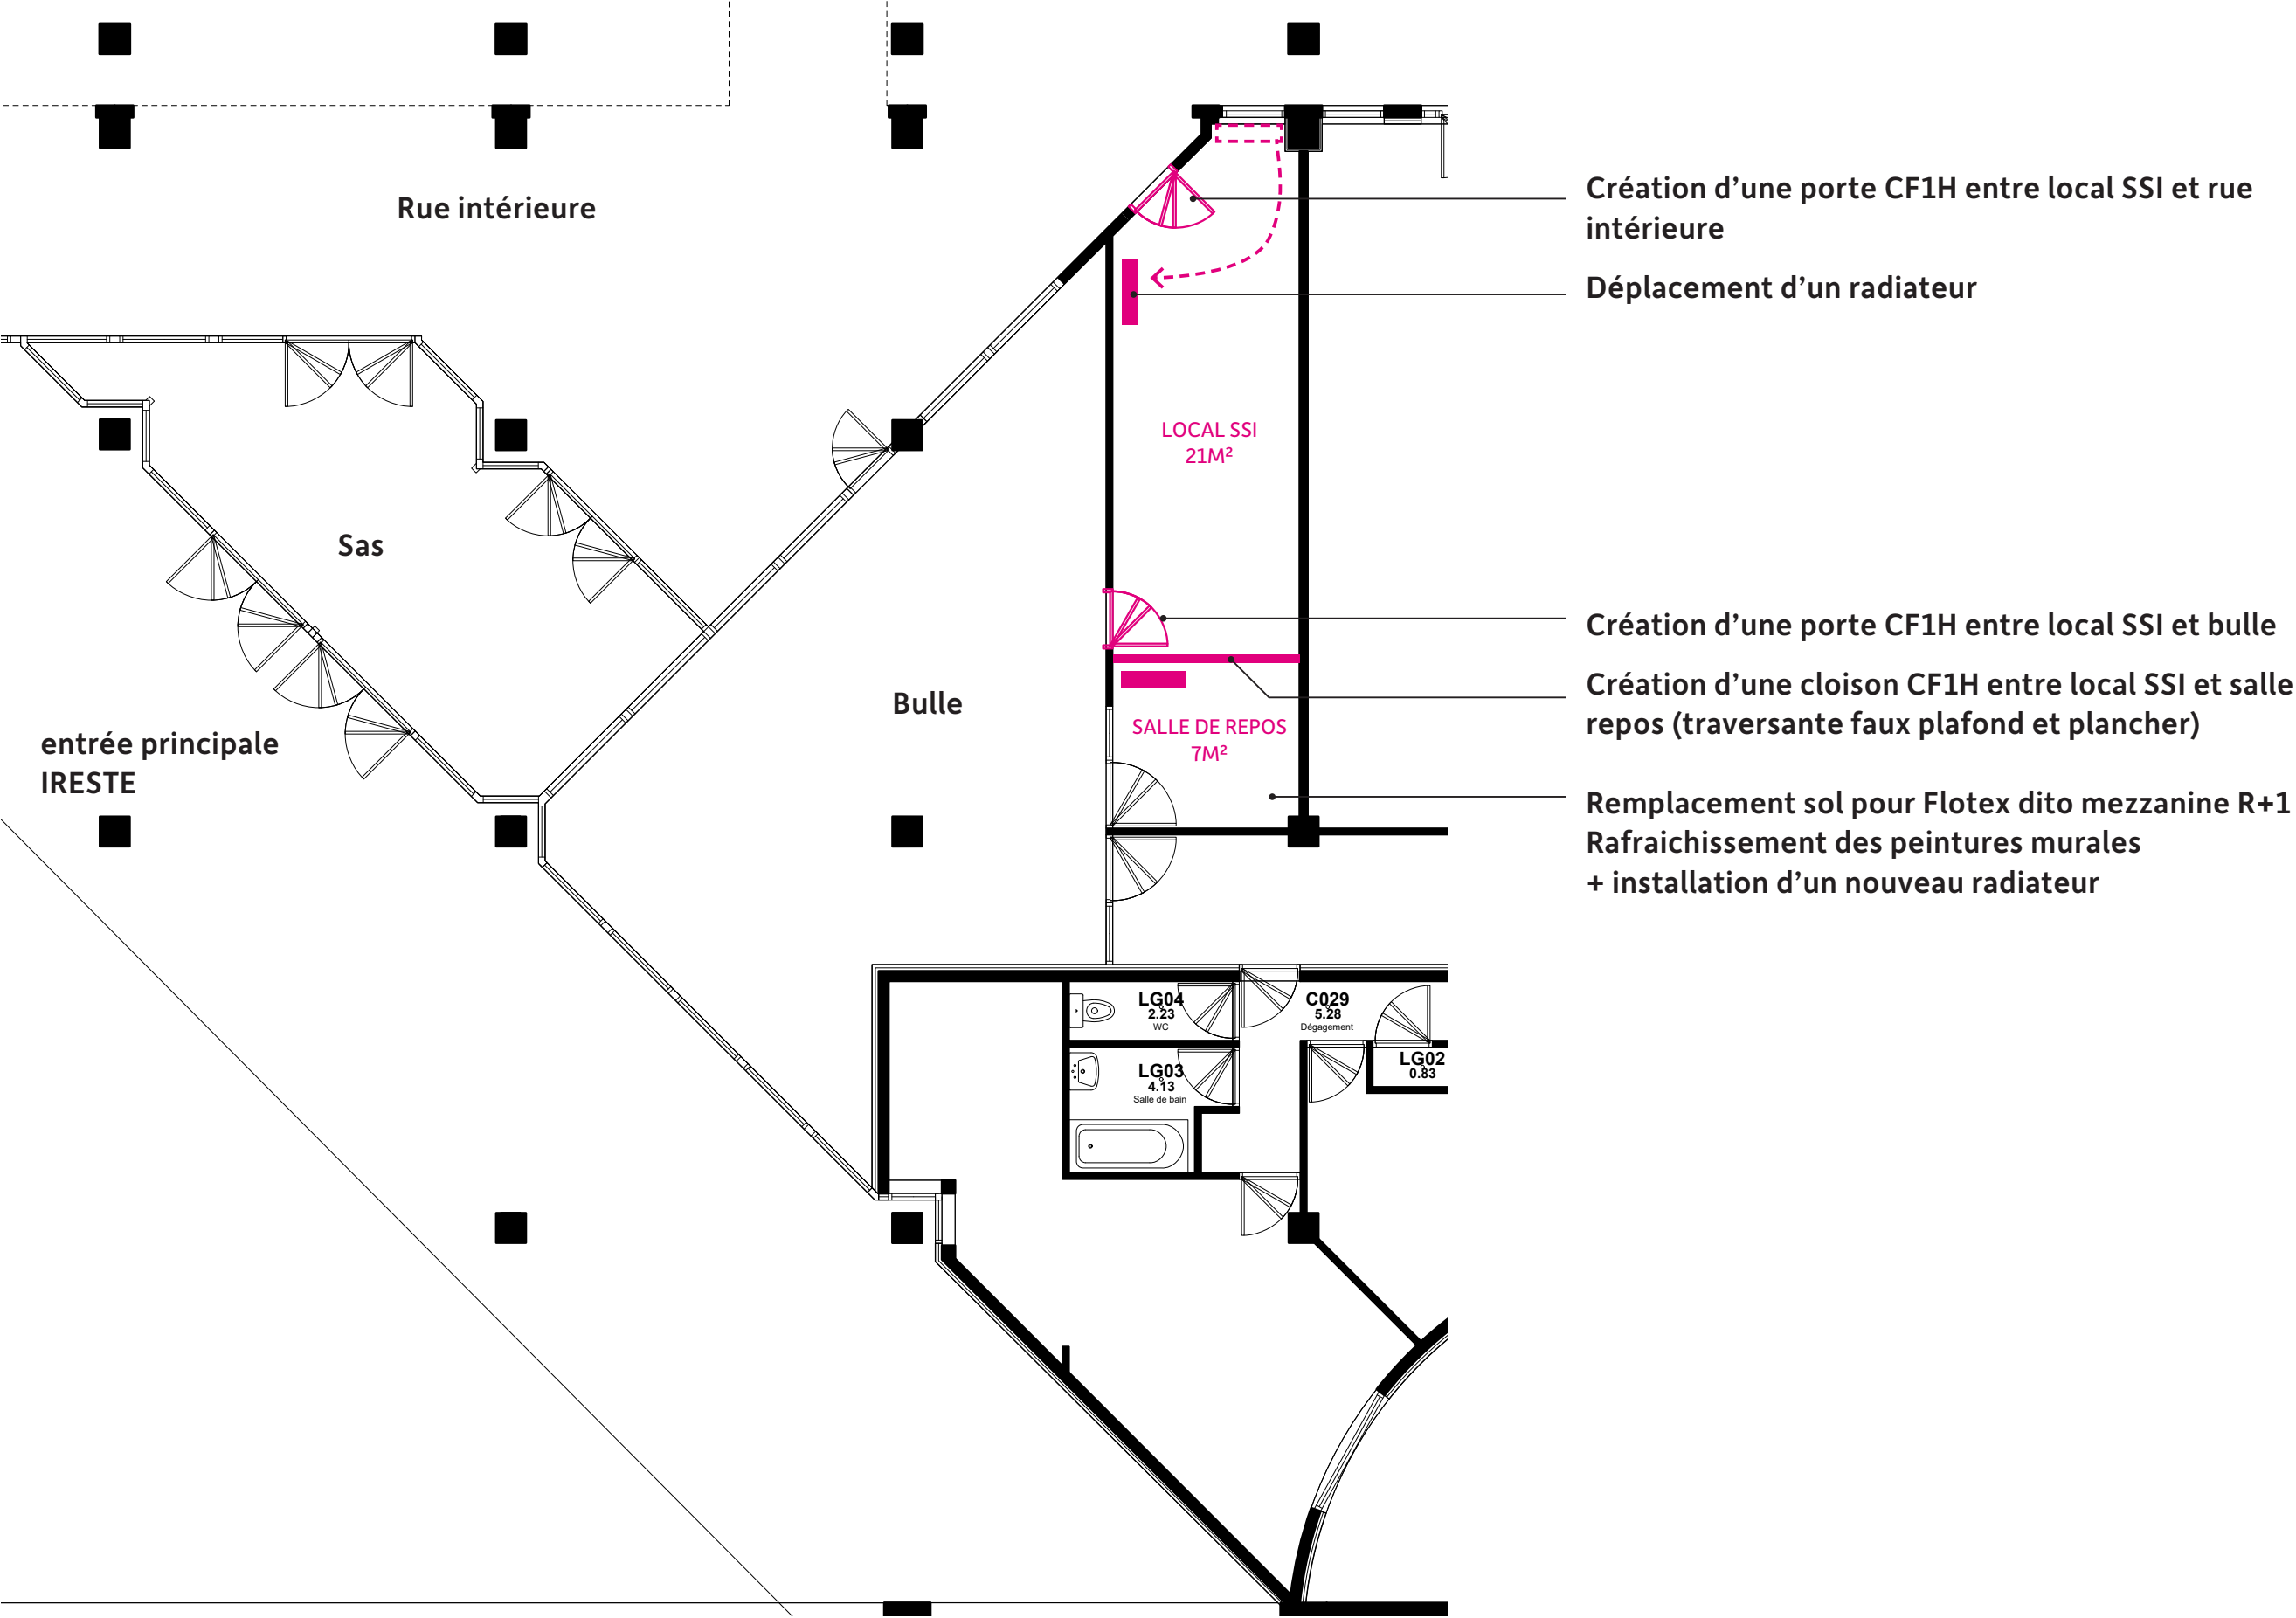 Rue intérieure
Création d’une porte CF1H entre local SSI et rue
intérieure
Déplacement d’un radiateur
LOCAL SSI
21M²
Sas
Création d’une porte CF1H entre local SSI et bulle
Création d’une cloison CF1H entre local SSI et salle
repos (traversante faux plafond et plancher)
Bulle
SALLE DE REPOS
7M²
entrée principale
IRESTE
Remplacement sol pour Flotex dito mezzanine R+1
Rafraichissement des peintures murales
+ installation d’un nouveau radiateur
LG04
2.23
WC
C029
5.28
Dégagement
LG03
4.13
Salle de bain
LG02
0.83